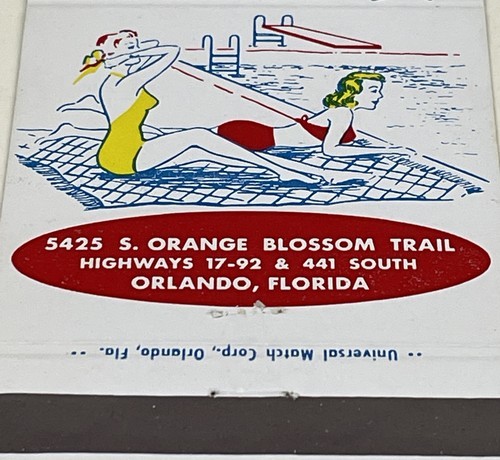 5425 S. ORANGE BLOSSOM TRAIL
HIGHWAYS 17-92 & 441 SOUTH
ORLANDO, FLORIDA
·· Universal Match Corp., Orlando, Fla. ··